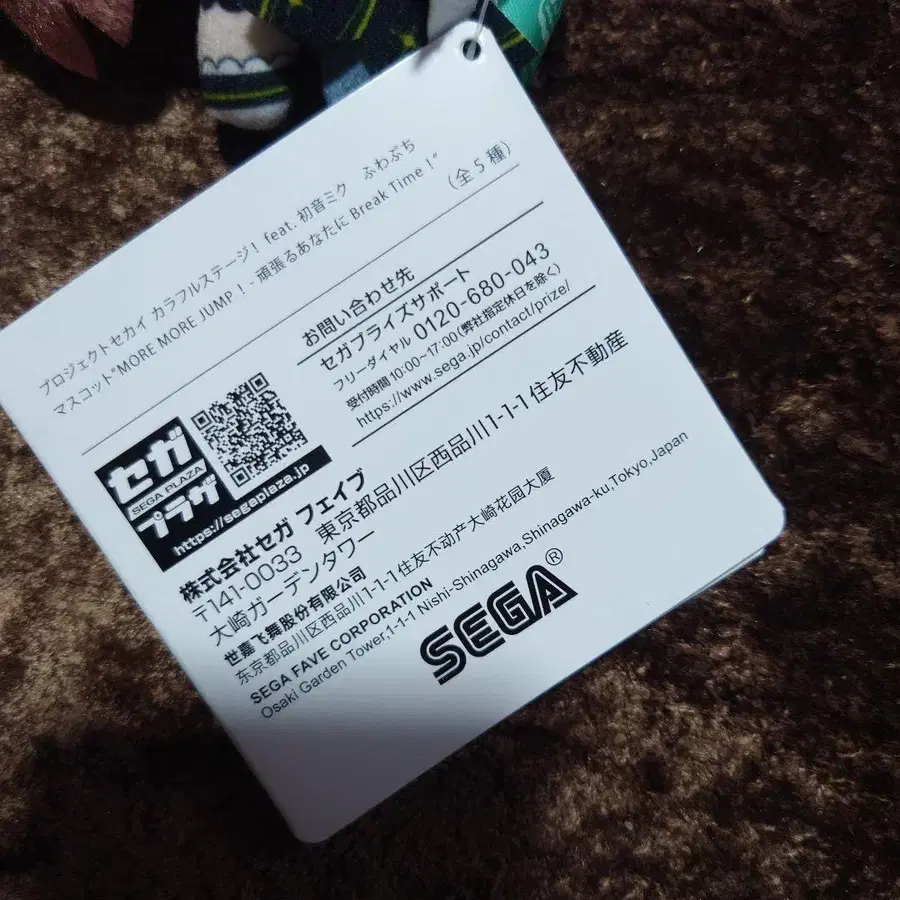 プロジェクトセカイ カラフルステージ！ feat. 初音ミク　ふわぷち
マスコット"MORE MORE JUMP！- 頑張るあなたに Break Time！"
（全5種）
お問い合わせ先
セガプライズサポート
フリーダイヤル 0120-680-043
受付時間 10:00~17:00（弊社指定休日を除く）
https://www.sega.jp/contact/prize/
セガ
SEGA PLAZA
プラザ
https://segaplaza.jp
株式会社セガ フェイブ
〒141-0033　東京都品川区西品川1-1-1 住友不動産
大崎ガーデンタワー
世嘉飞舞股份有限公司
东京都品川区西品川1-1-1 住友不动产大崎花园大厦
SEGA FAVE CORPORATION
Osaki Garden Tower,1-1-1 Nishi-Shinagawa,Shinagawa-ku,Tokyo,Japan
SEGA®